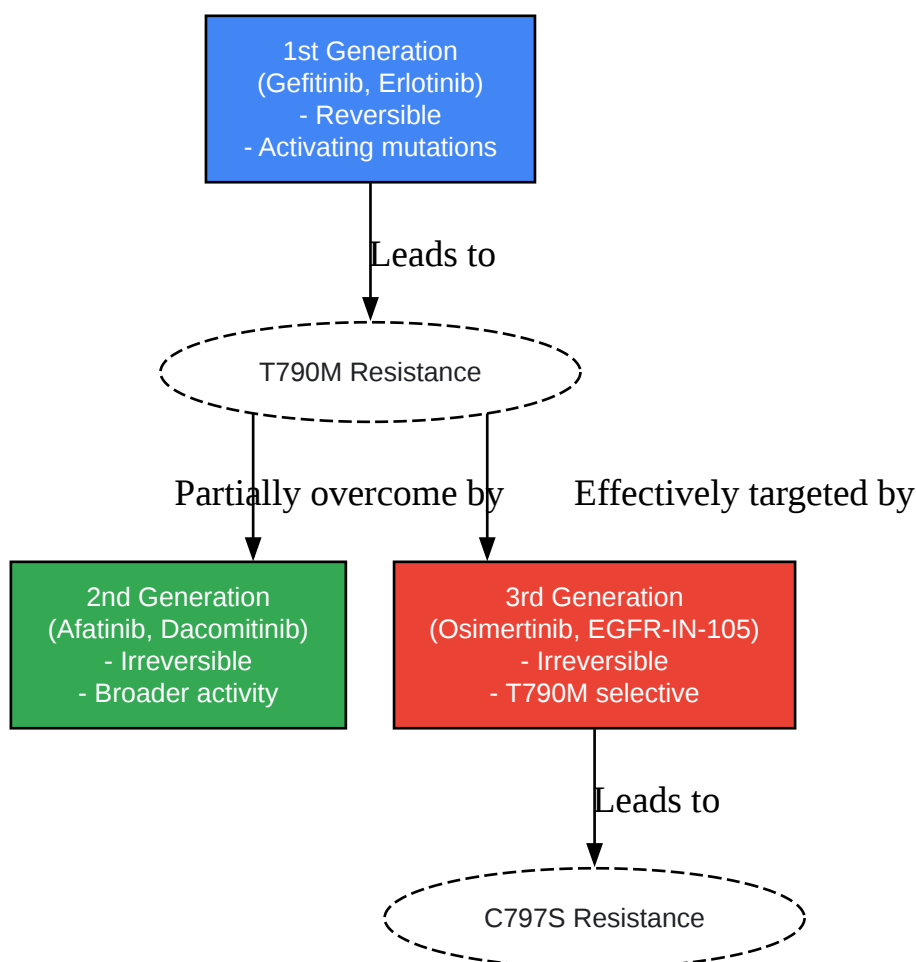 1st Generation
(Gefitinib, Erlotinib)
- Reversible
- Activating mutations
Leads to
T790M Resistance
Partially overcome by
Effectively targeted by
2nd Generation
(Afatinib, Dacomitinib)
- Irreversible
- Broader activity
3rd Generation
(Osimertinib, EGFR-IN-105)
- Irreversible
- T790M selective
Leads to
C797S Resistance